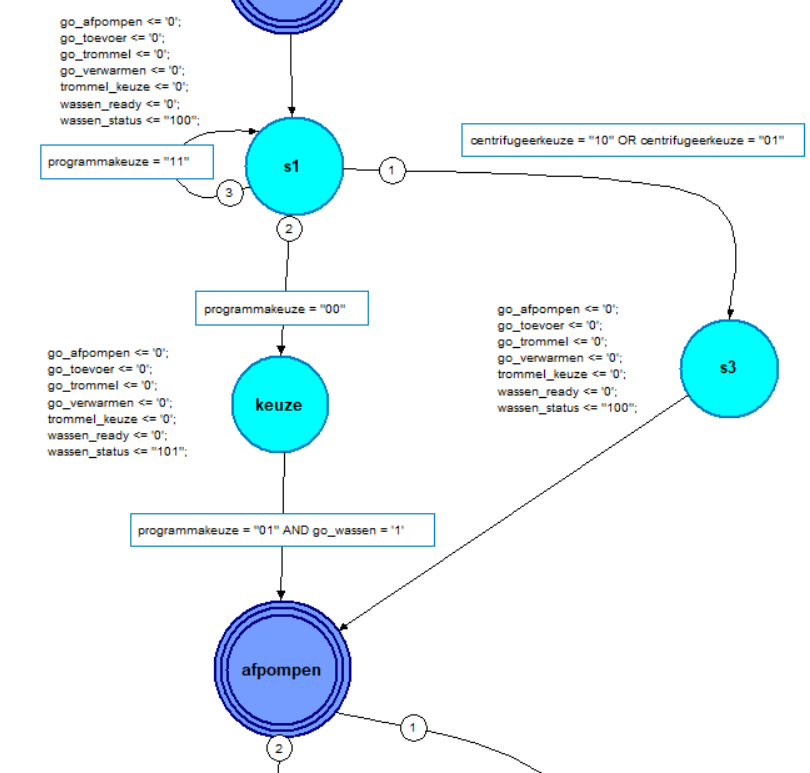 go_afpompen <= '0';
go_toevoer <= '0';
go_trommel <= '0';
go_verwarmen <= '0';
trommel_keuze <= '0';
wassen_ready <= '0';
wassen_status <= "100";
centrifugeerkeuze = "10" OR centrifugeerkeuze = "01"
programmakeuze = "11"
s1
1
3
2
programmakeuze = "00"
go_afpompen <= '0';
go_toevoer <= '0';
go_trommel <= '0';
go_verwarmen <= '0';
trommel_keuze <= '0';
wassen_ready <= '0';
wassen_status <= "100";
s3
go_afpompen <= '0';
go_toevoer <= '0';
go_trommel <= '0';
go_verwarmen <= '0';
trommel_keuze <= '0';
wassen_ready <= '0';
wassen_status <= "101";
keuze
programmakeuze = "01" AND go_wassen = '1'
afpompen
1
2